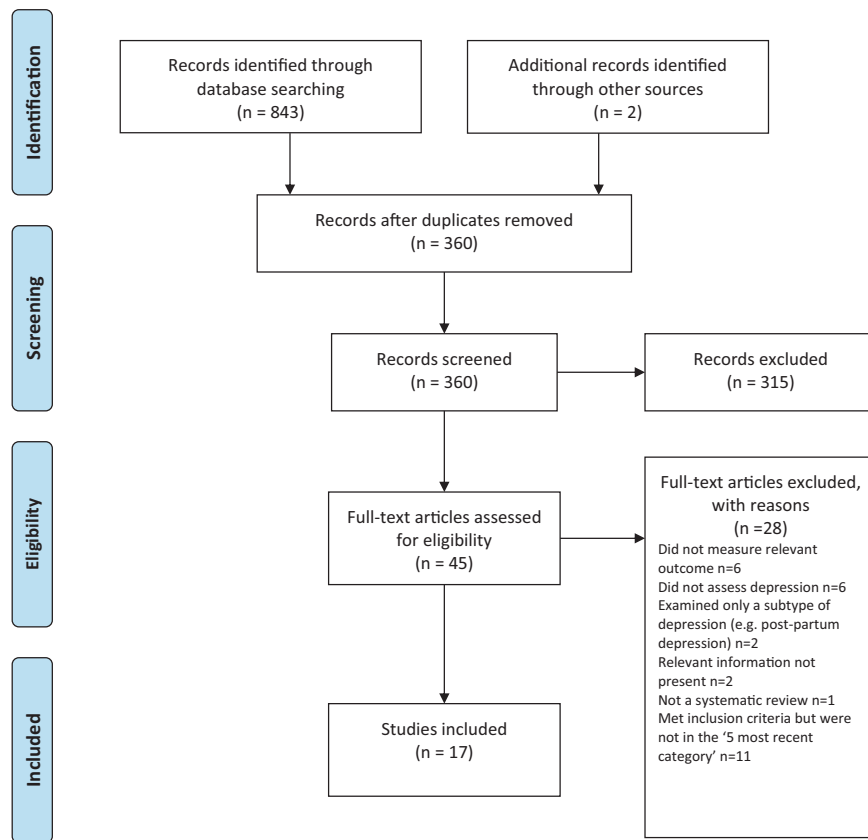 Identification
Records identified through
database searching
(n = 843)
Additional records identified
through other sources
(n = 2)
Records after duplicates removed
(n = 360)
Screening
Records screened
(n = 360)
Records excluded
(n = 315)
Eligibility
Full-text articles assessed
for eligibility
(n = 45)
Full-text articles excluded,
with reasons
(n =28)
Did not measure relevant
outcome n=6
Did not assess depression n=6
Examined only a subtype of
depression (e.g. post-partum
depression) n=2
Relevant information not
present n=2
Not a systematic review n=1
Met inclusion criteria but were
not in the ‘5 most recent
category’ n=11
Included
Studies included
(n = 17)